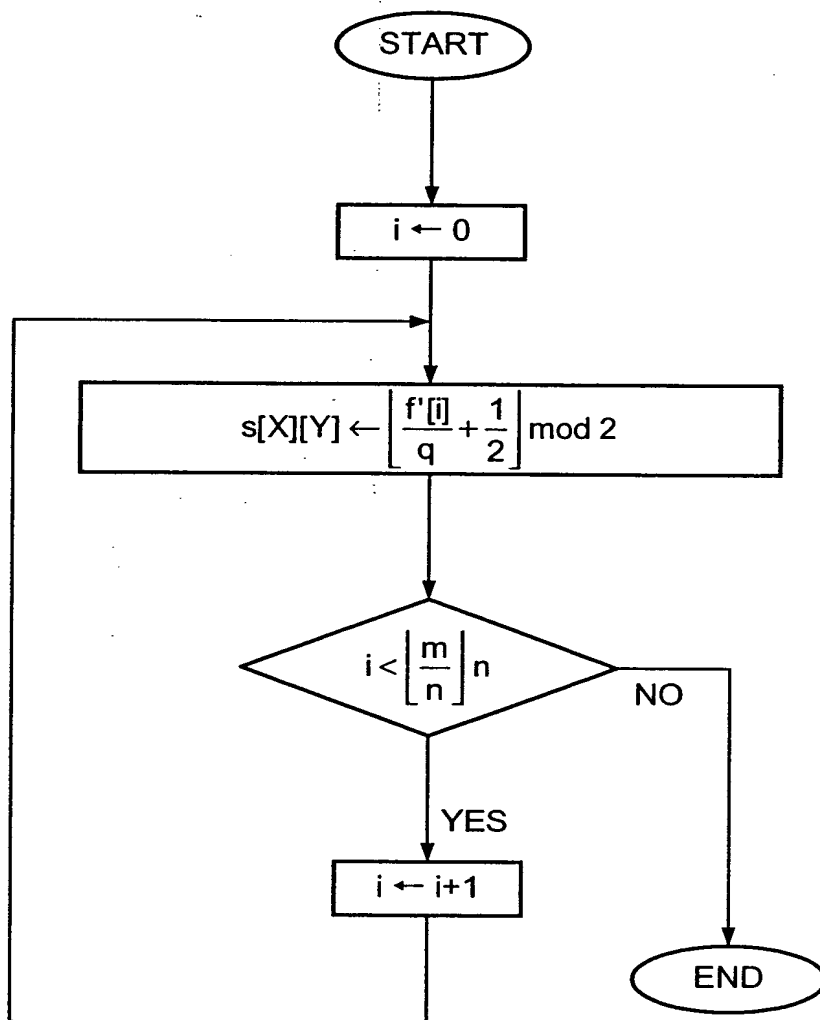 START
i ← 0
s[X][Y] ← ⌊f'[i]/q + 1/2⌋ mod 2
i < ⌊m/n⌋ n
NO
YES
i ← i+1
END